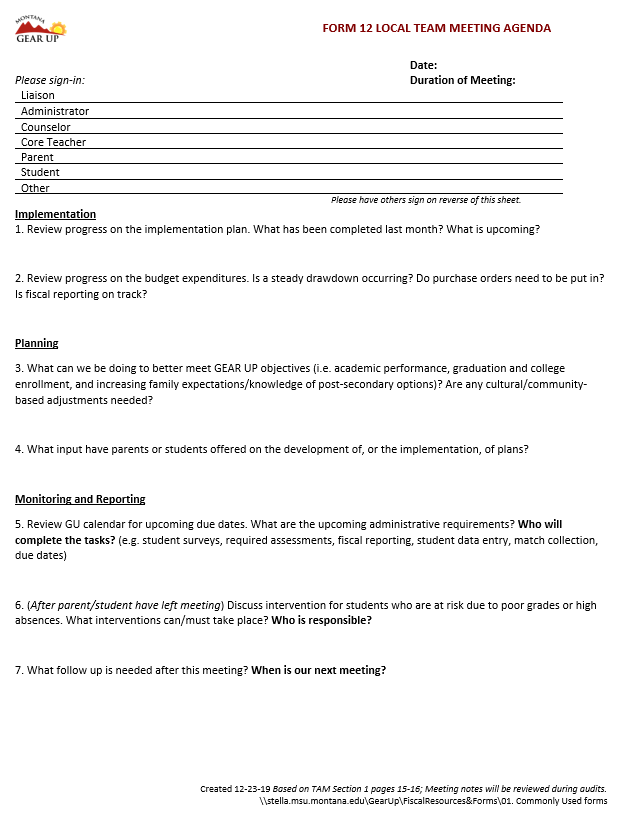 MONTANA
GEAR UP
FORM 12 LOCAL TEAM MEETING AGENDA
Date:
Please sign-in:
Duration of Meeting:
Liaison
Administrator
Counselor
Core Teacher
Parent
Student
Other
Please have others sign on reverse of this sheet.
Implementation
1. Review progress on the implementation plan. What has been completed last month? What is upcoming?
2. Review progress on the budget expenditures. Is a steady drawdown occurring? Do purchase orders need to be put in?
Is fiscal reporting on track?
Planning
3. What can we be doing to better meet GEAR UP objectives (i.e. academic performance, graduation and college
enrollment, and increasing family expectations/knowledge of post-secondary options)? Are any cultural/community-
based adjustments needed?
4. What input have parents or students offered on the development of, or the implementation, of plans?
Monitoring and Reporting
5. Review GU calendar for upcoming due dates. What are the upcoming administrative requirements? Who will
complete the tasks? (e.g. student surveys, required assessments, fiscal reporting, student data entry, match collection,
due dates)
6. (After parent/student have left meeting) Discuss intervention for students who are at risk due to poor grades or high
absences. What interventions can/must take place? Who is responsible?
7. What follow up is needed after this meeting? When is our next meeting?
Created 12-23-19 Based on TAM Section 1 pages 15-16; Meeting notes will be reviewed during audits.
\\stella.msu.montana.edu\GearUp\FiscalResources&Forms\01. Commonly Used forms